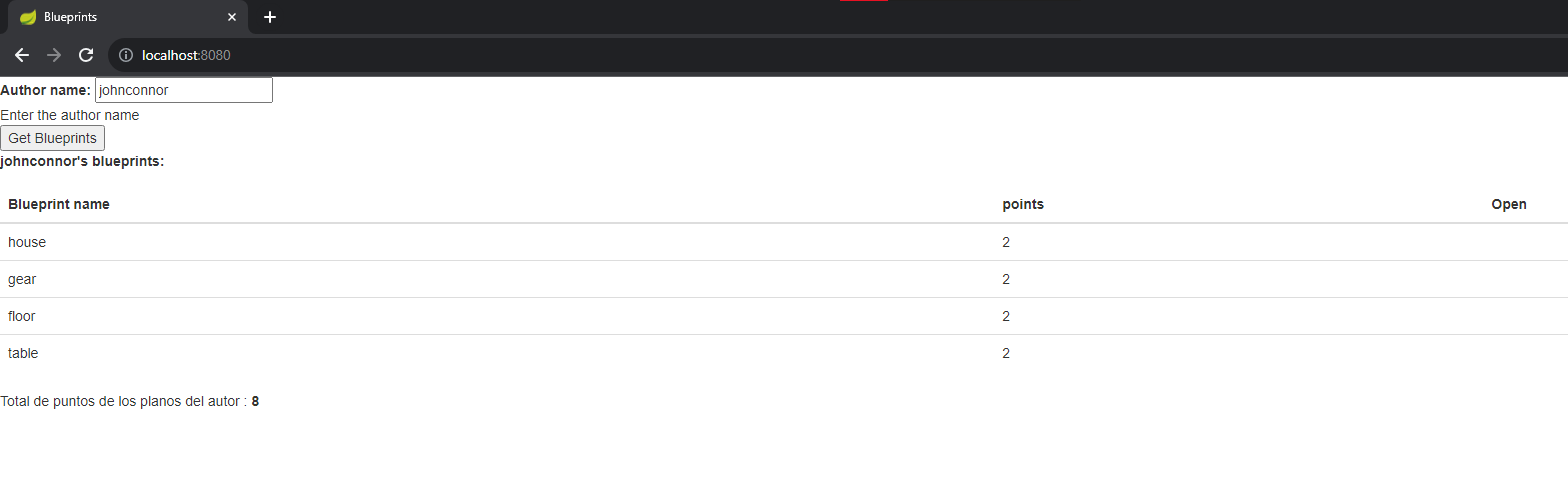 Blueprints
localhost:8080
Author name: johnconnor
Enter the author name
Get Blueprints
johnconnor's blueprints:
Blueprint name points Open
house 2
gear 2
floor 2
table 2
Total de puntos de los planos del autor : 8